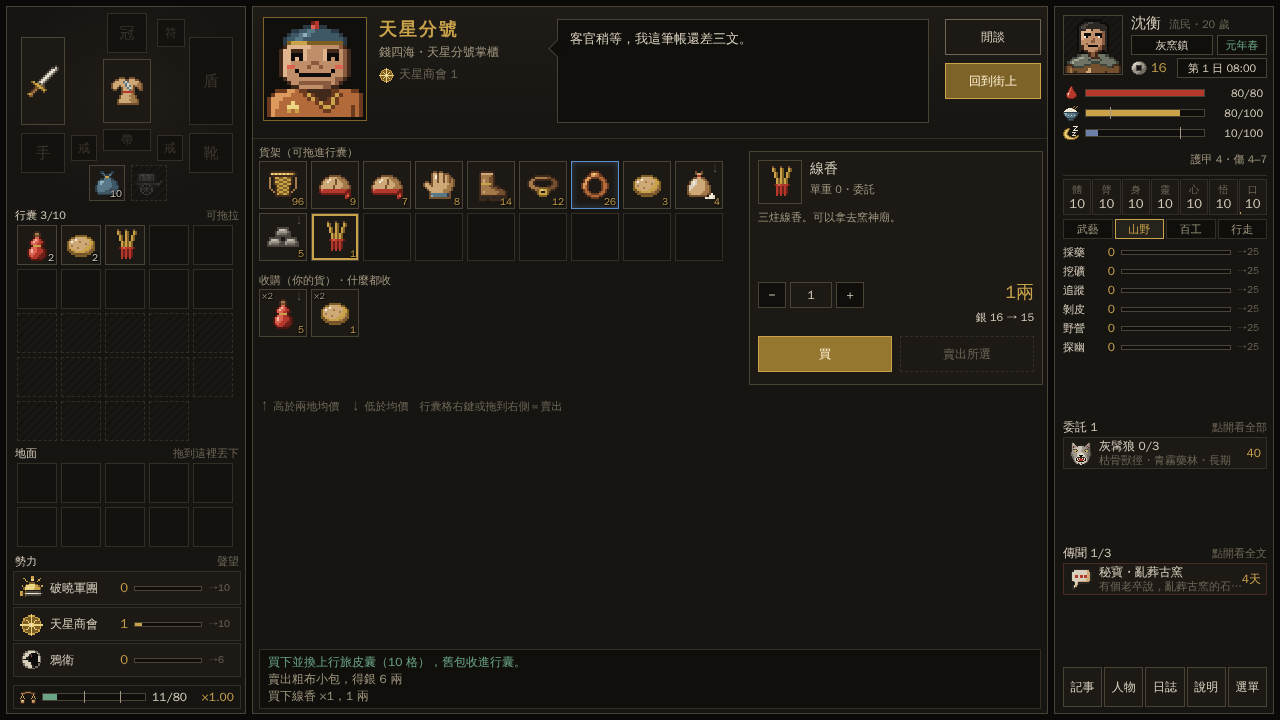 冠
符
盾
手
戒
帶
戒
靴
10
行囊 3/10
可拖拉
2
2
地面
拖到這裡丟下
勢力
聲望
破曉軍團 0 →10
天星商會 1 →10
鴉衛 0 →6
11/80 ×1.00
天星分號
錢四海・天星分號掌櫃
天星商會 1
客官稍等，我這筆帳還差三文。
閒談
回到街上
貨架（可拖進行囊）
96 9 7 8 14 12 26 3 ↓ 4
↓ 5 1
收購（你的貨）・什麼都收
×2 ↓ 5
×2 1
↑ 高於兩地均價 ↓ 低於均價 行囊格右鍵或拖到右側＝賣出
線香
單重 0・委託
三炷線香。可以拿去窯神廟。
− 1 +
1兩
銀 16 → 15
買
賣出所選
買下並換上行旅皮囊（10 格），舊包收進行囊。
賣出粗布小包，得銀 6 兩
買下線香 ×1，1 兩
沈衡 流民・20 歲
灰窯鎮
元年春
16
第 1 日 08:00
80/80
80/100
10/100
護甲 4・傷 4–7
體 臂 身 靈 心 悟 口
10 10 10 10 10 10 10
武藝 山野 百工 行走
採藥 0 →25
挖礦 0 →25
追蹤 0 →25
剝皮 0 →25
野營 0 →25
探幽 0 →25
委託 1
點開看全部
灰髯狼 0/3
枯骨獸徑・青霧藥林・長期
40
傳聞 1/3
點開看全文
秘寶・亂葬古窯
有個老卒說，亂葬古窯的石⋯
4天
記事
人物
日誌
說明
選單